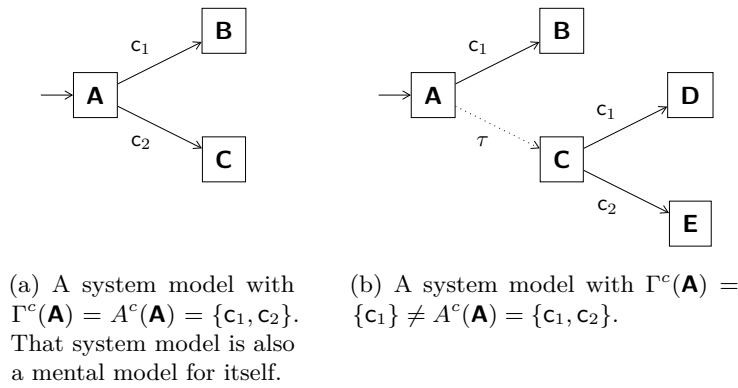 B
c₁
A
c₂
C
B
c₁
A
D
c₁
τ
C
c₂
E
(a) A system model with
Γᶜ(A) = Aᶜ(A) = {c₁, c₂}.
That system model is also
a mental model for itself.
(b) A system model with Γᶜ(A) =
{c₁} ≠ Aᶜ(A) = {c₁, c₂}.